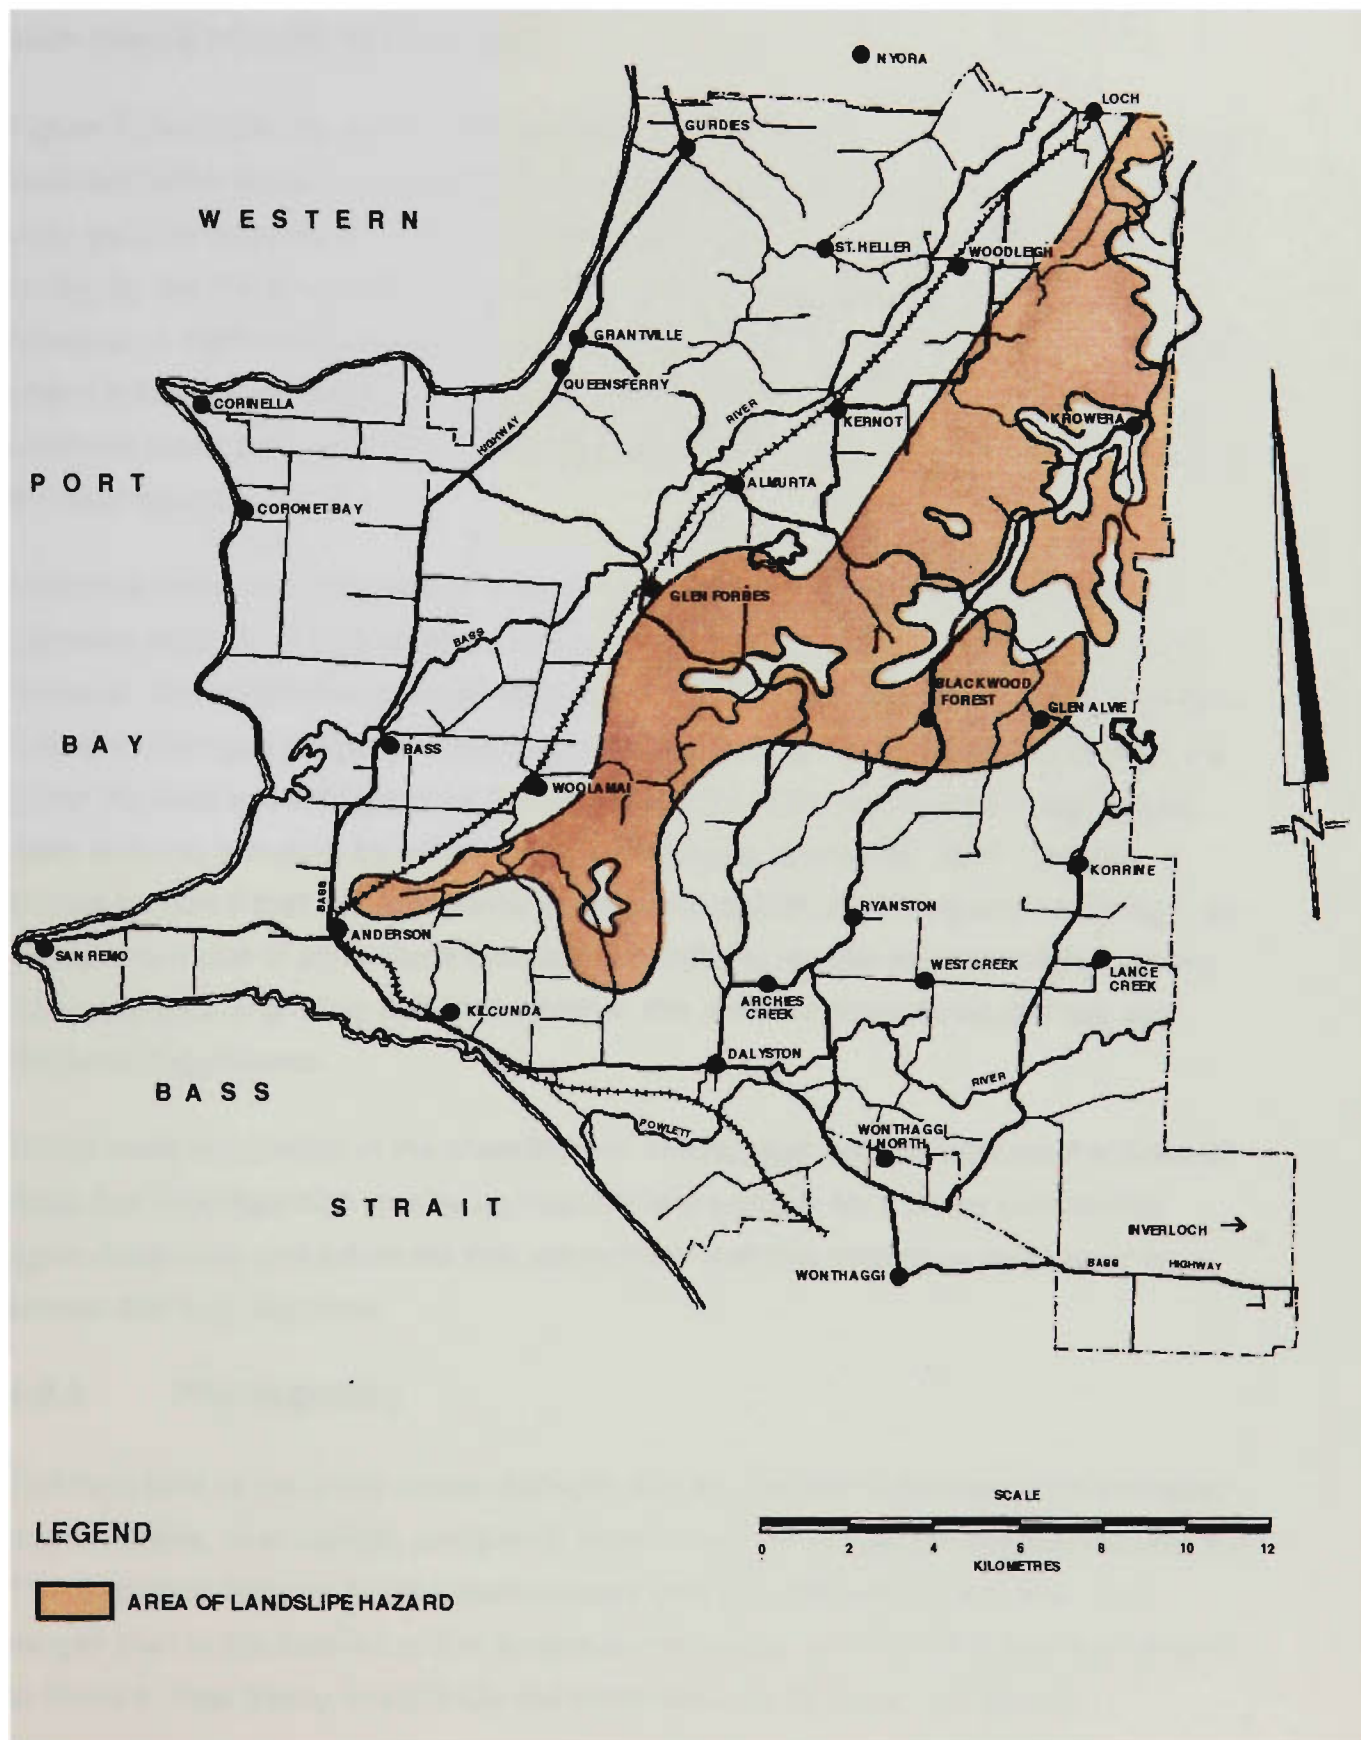 NYORA
LOCH
GURDIES
WESTERN
ST. HELLER
WOODLEIGH
GRANTVILLE
QUEENSFERRY
CORINELLA
RIVER
KERNOT
KROWERA
HIGHWAY
PORT
ALMURTA
CORONET BAY
GLEN FORBES
BASS
BLACKWOOD
FOREST
GLEN ALVIE
BAY
BASS
WOOLAMAI
KORRINE
BASS
RYANSTON
ANDERSON
SAN REMO
WEST CREEK
LANCE
CREEK
ARCHIES
CREEK
KILCUNDA
DALYSTON
RIVER
BASS
POWLETT
WONTHAGGI
NORTH
STRAIT
INVERLOCH
WONTHAGGI
BASS
HIGHWAY
SCALE
0 2 4 6 8 10 12
KILOMETRES
LEGEND
AREA OF LANDSLIPE HAZARD